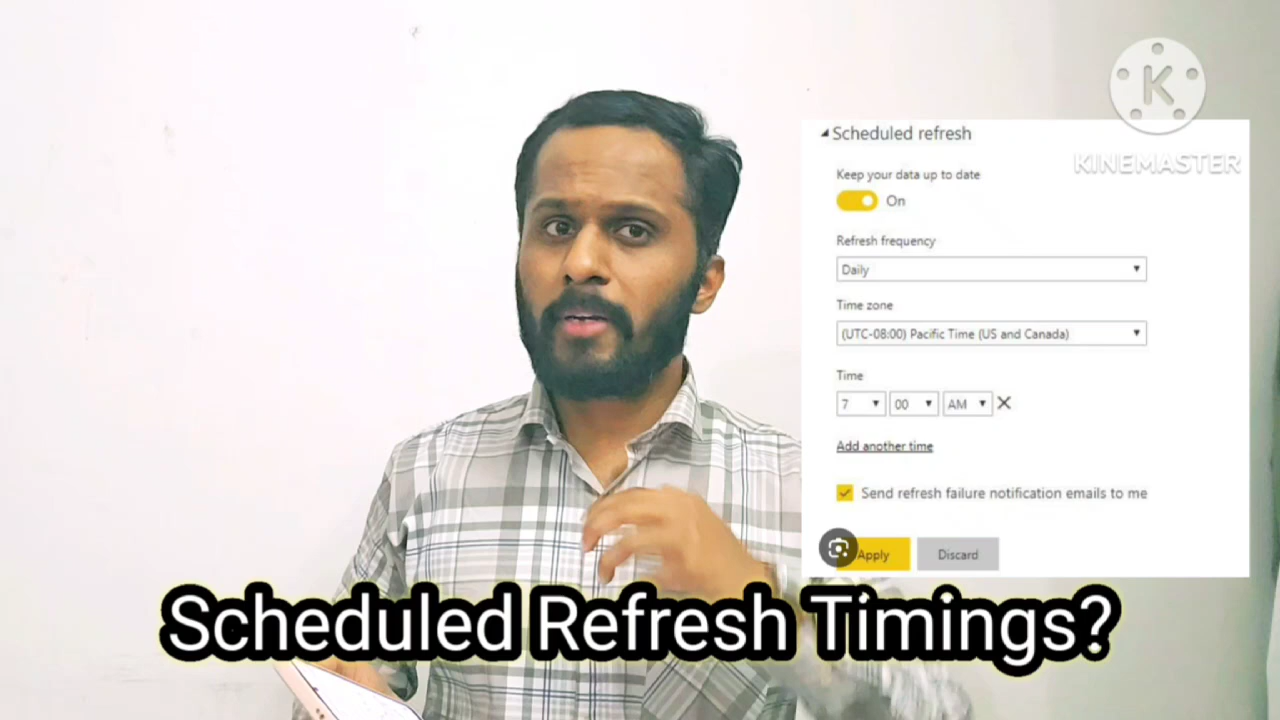 K
KINEMASTER
Scheduled refresh
Keep your data up to date
On
Refresh frequency
Daily
Time zone
(UTC-08:00) Pacific Time (US and Canada)
Time
7 00 AM
Add another time
Send refresh failure notification emails to me
Apply Discard
Scheduled Refresh Timings?